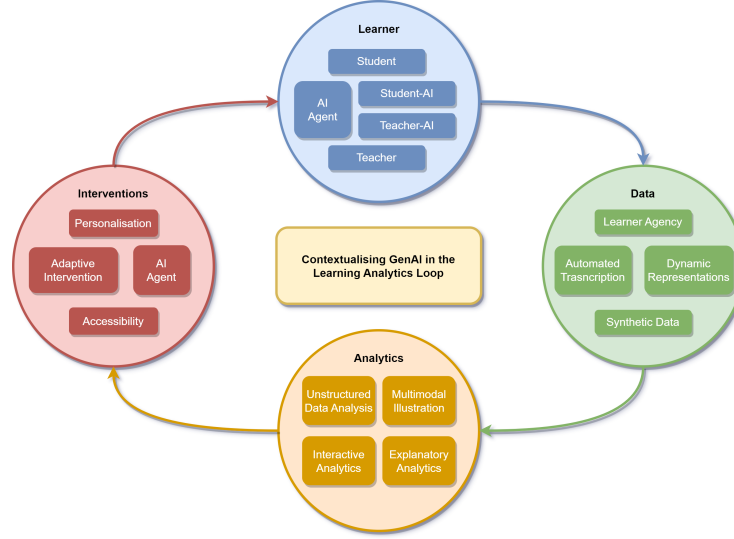 Learner
Student
AI
Agent
Student-AI
Teacher-AI
Teacher
Interventions
Personalisation
Adaptive
Intervention
AI
Agent
Accessibility
Contextualising GenAI in the
Learning Analytics Loop
Data
Learner Agency
Automated
Trasncription
Dynamic
Representations
Synthetic Data
Analytics
Unstructured
Data Analysis
Multimodal
Illustration
Interactive
Analytics
Explanatory
Analytics